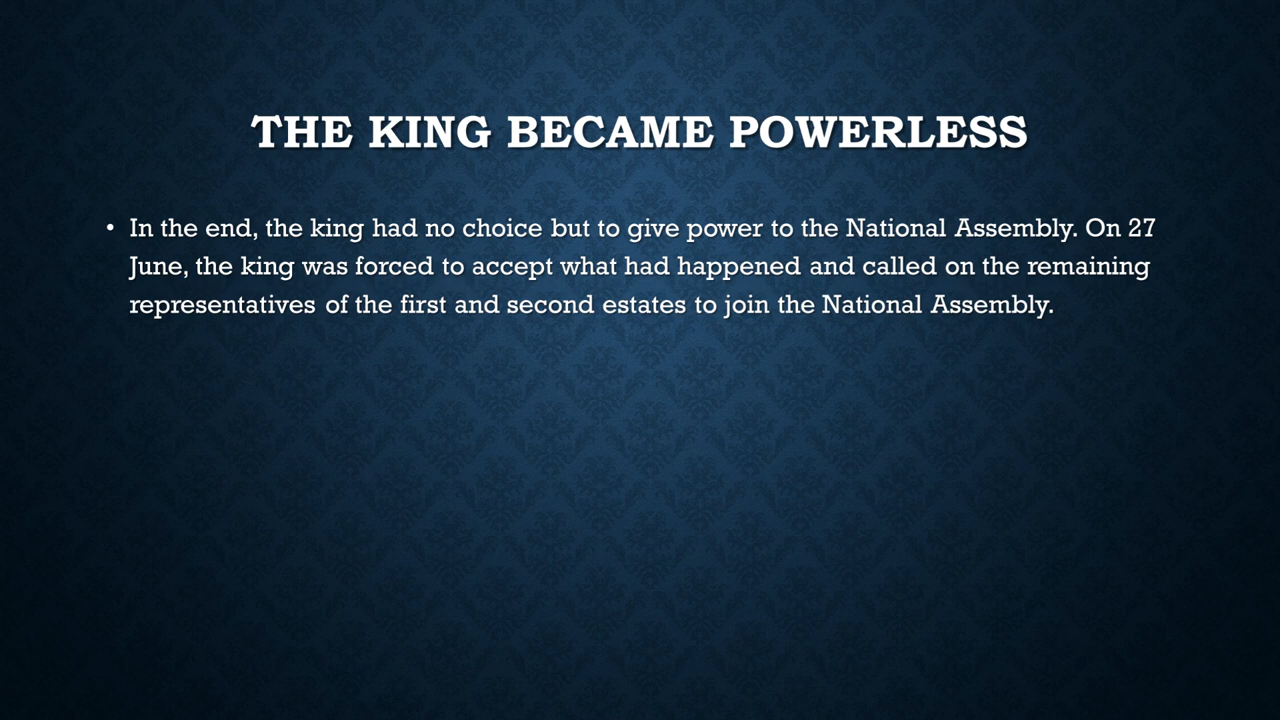 THE KING BECAME POWERLESS
• In the end, the king had no choice but to give power to the National Assembly. On 27
June, the king was forced to accept what had happened and called on the remaining
representatives of the first and second estates to join the National Assembly.